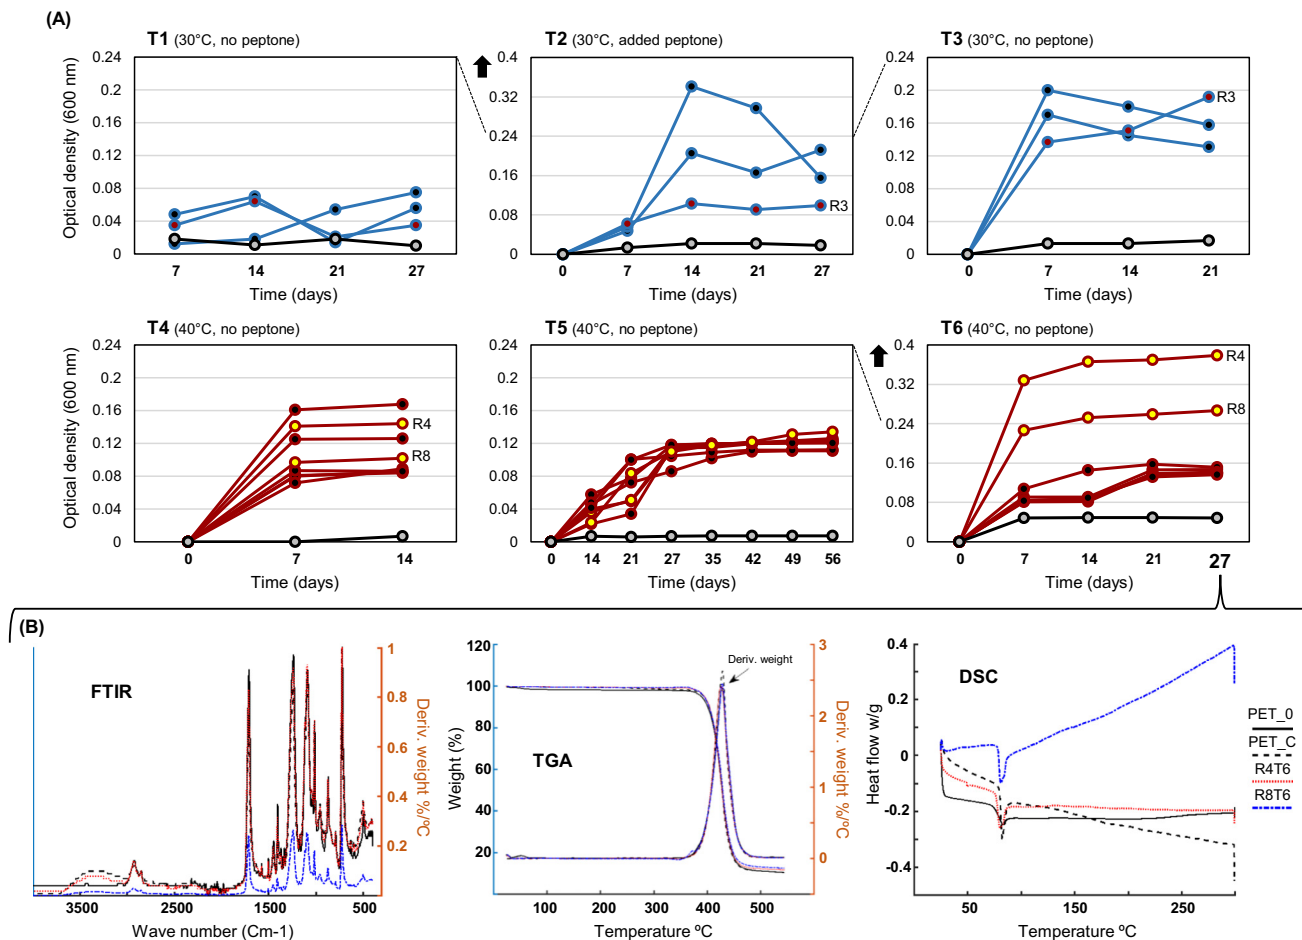 (A)
T1 (30°C, no peptone)
T2 (30°C, added peptone)
T3 (30°C, no peptone)
Optical density (600 nm)
0.24
0.2
0.16
0.12
0.08
0.04
0
7 14 21 27
Time (days)
0.4
0.32
0.24
0.16
0.08
0
R3
0 7 14 21 27
Time (days)
0.24
0.2
0.16
0.12
0.08
0.04
0
R3
0 7 14 21
Time (days)
T4 (40°C, no peptone)
T5 (40°C, no peptone)
T6 (40°C, no peptone)
Optical density (600 nm)
0.24
0.2
0.16
0.12
0.08
0.04
0
R4
R8
0 7 14
Time (days)
0.24
0.2
0.16
0.12
0.08
0.04
0
0 14 21 27 35 42 49 56
Time (days)
0.4
0.32
0.24
0.16
0.08
0
R4
R8
0 7 14 21 27
Time (days)
(B)
FTIR
1
0.8
0.6
0.4
0.2
Deriv. weight %/ºC
3500 2500 1500 500
Wave number (Cm-1)
120
100
80
60
40
20
Weight (%)
Deriv. weight
TGA
3
2
1
0
Deriv. weight %/ºC
100 200 300 400 500
Temperature ºC
0.4
0.2
0
-0.2
-0.4
Heat flow w/g
DSC
50 150 250
Temperature ºC
PET_0
PET_C
R4T6
R8T6